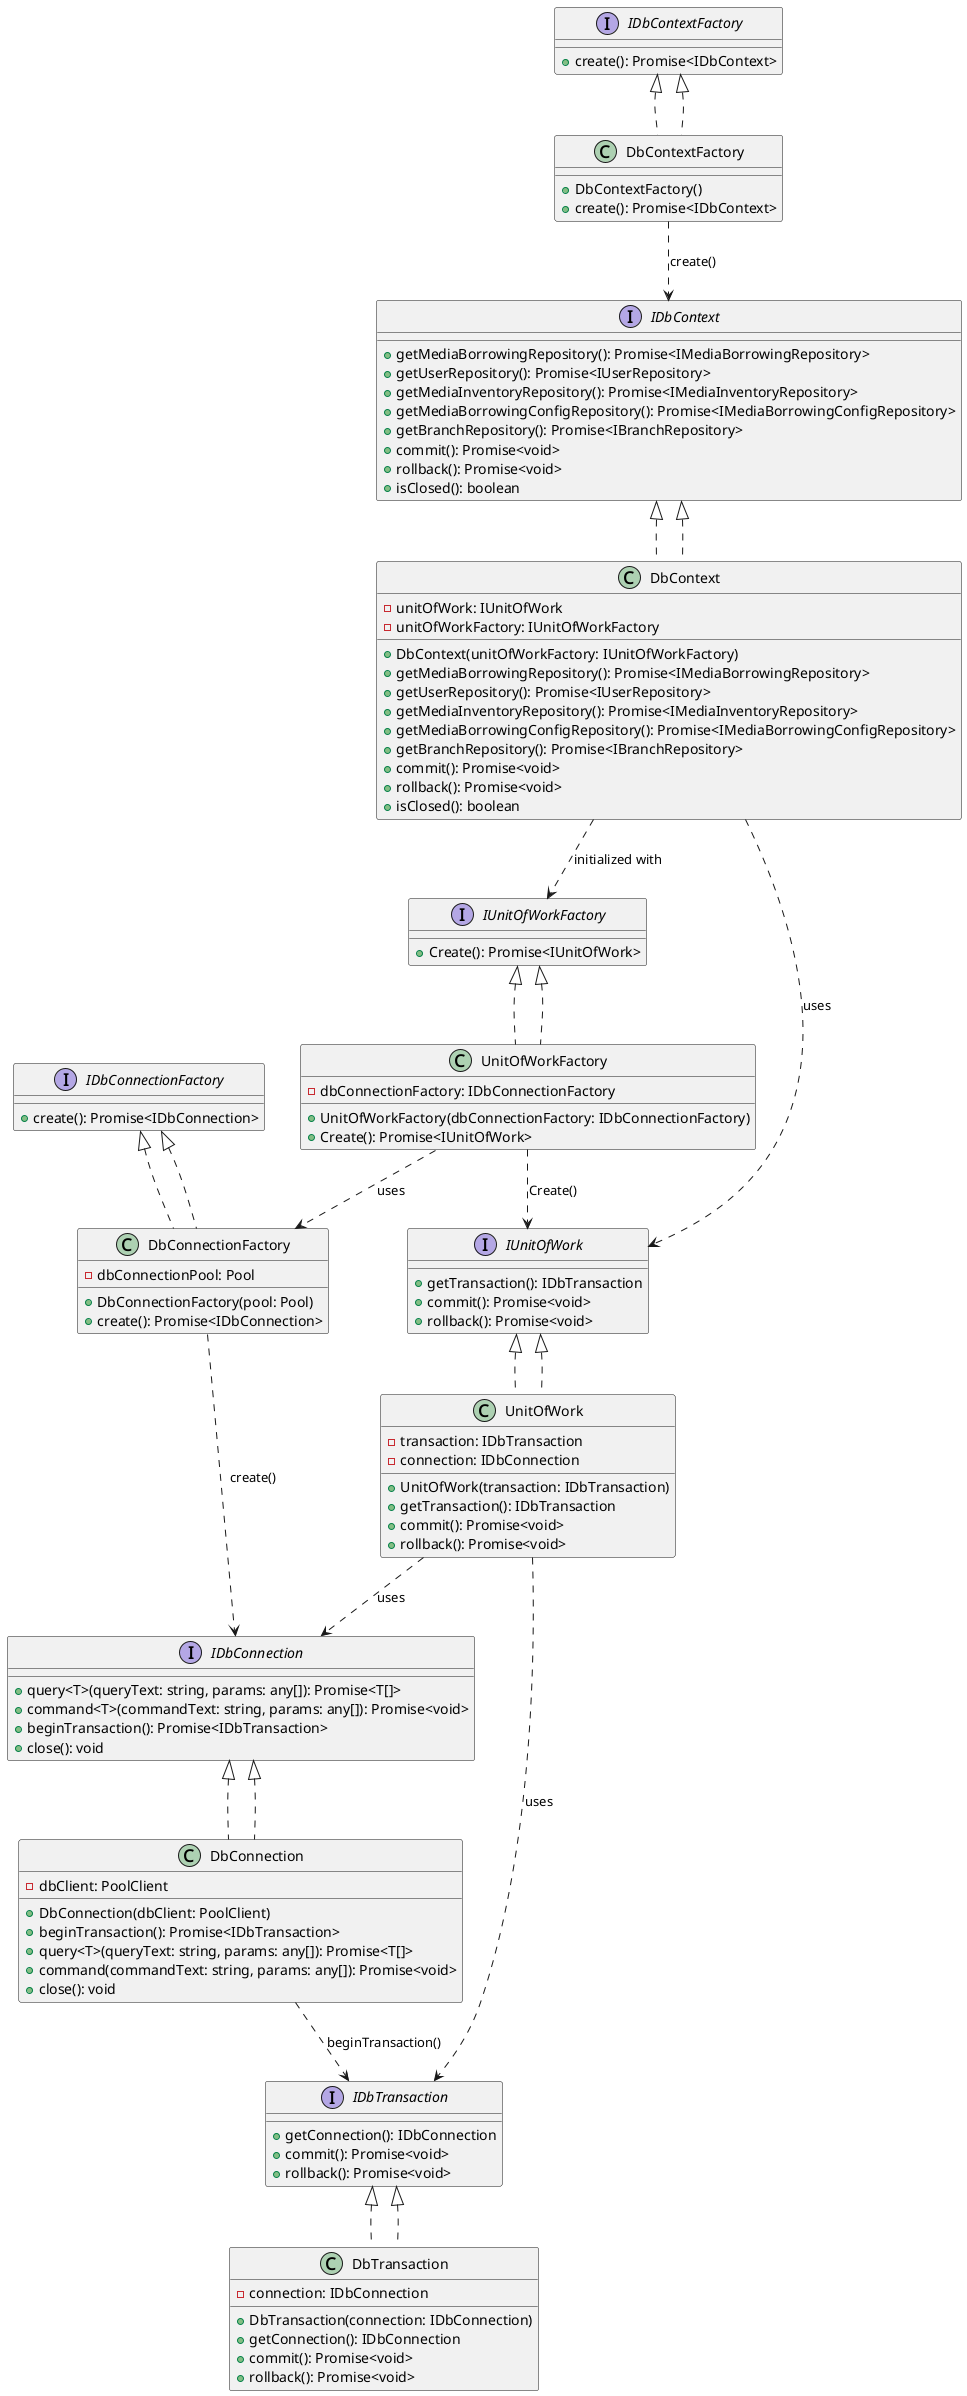 IDbContextFactory
create(): Promise<IDbContext>
DbContextFactory
DbContextFactory()
create(): Promise<IDbContext>
create()
IDbContext
getMediaBorrowingRepository(): Promise<IMediaBorrowingRepository>
getUserRepository(): Promise<IUserRepository>
getMediaInventoryRepository(): Promise<IMediaInventoryRepository>
getMediaBorrowingConfigRepository(): Promise<IMediaBorrowingConfigRepository>
getBranchRepository(): Promise<IBranchRepository>
commit(): Promise<void>
rollback(): Promise<void>
isClosed(): boolean
DbContext
unitOfWork: IUnitOfWork
unitOfWorkFactory: IUnitOfWorkFactory
DbContext(unitOfWorkFactory: IUnitOfWorkFactory)
getMediaBorrowingRepository(): Promise<IMediaBorrowingRepository>
getUserRepository(): Promise<IUserRepository>
getMediaInventoryRepository(): Promise<IMediaInventoryRepository>
getMediaBorrowingConfigRepository(): Promise<IMediaBorrowingConfigRepository>
getBranchRepository(): Promise<IBranchRepository>
commit(): Promise<void>
rollback(): Promise<void>
isClosed(): boolean
initialized with
IUnitOfWorkFactory
Create(): Promise<IUnitOfWork>
uses
UnitOfWorkFactory
dbConnectionFactory: IDbConnectionFactory
UnitOfWorkFactory(dbConnectionFactory: IDbConnectionFactory)
Create(): Promise<IUnitOfWork>
IDbConnectionFactory
create(): Promise<IDbConnection>
uses
Create()
DbConnectionFactory
dbConnectionPool: Pool
DbConnectionFactory(pool: Pool)
create(): Promise<IDbConnection>
IUnitOfWork
getTransaction(): IDbTransaction
commit(): Promise<void>
rollback(): Promise<void>
UnitOfWork
transaction: IDbTransaction
connection: IDbConnection
UnitOfWork(transaction: IDbTransaction)
getTransaction(): IDbTransaction
commit(): Promise<void>
rollback(): Promise<void>
create()
uses
IDbConnection
query<T>(queryText: string, params: any[]): Promise<T[]>
command<T>(commandText: string, params: any[]): Promise<void>
beginTransaction(): Promise<IDbTransaction>
close(): void
uses
DbConnection
dbClient: PoolClient
DbConnection(dbClient: PoolClient)
beginTransaction(): Promise<IDbTransaction>
query<T>(queryText: string, params: any[]): Promise<T[]>
command(commandText: string, params: any[]): Promise<void>
close(): void
beginTransaction()
IDbTransaction
getConnection(): IDbConnection
commit(): Promise<void>
rollback(): Promise<void>
DbTransaction
connection: IDbConnection
DbTransaction(connection: IDbConnection)
getConnection(): IDbConnection
commit(): Promise<void>
rollback(): Promise<void>